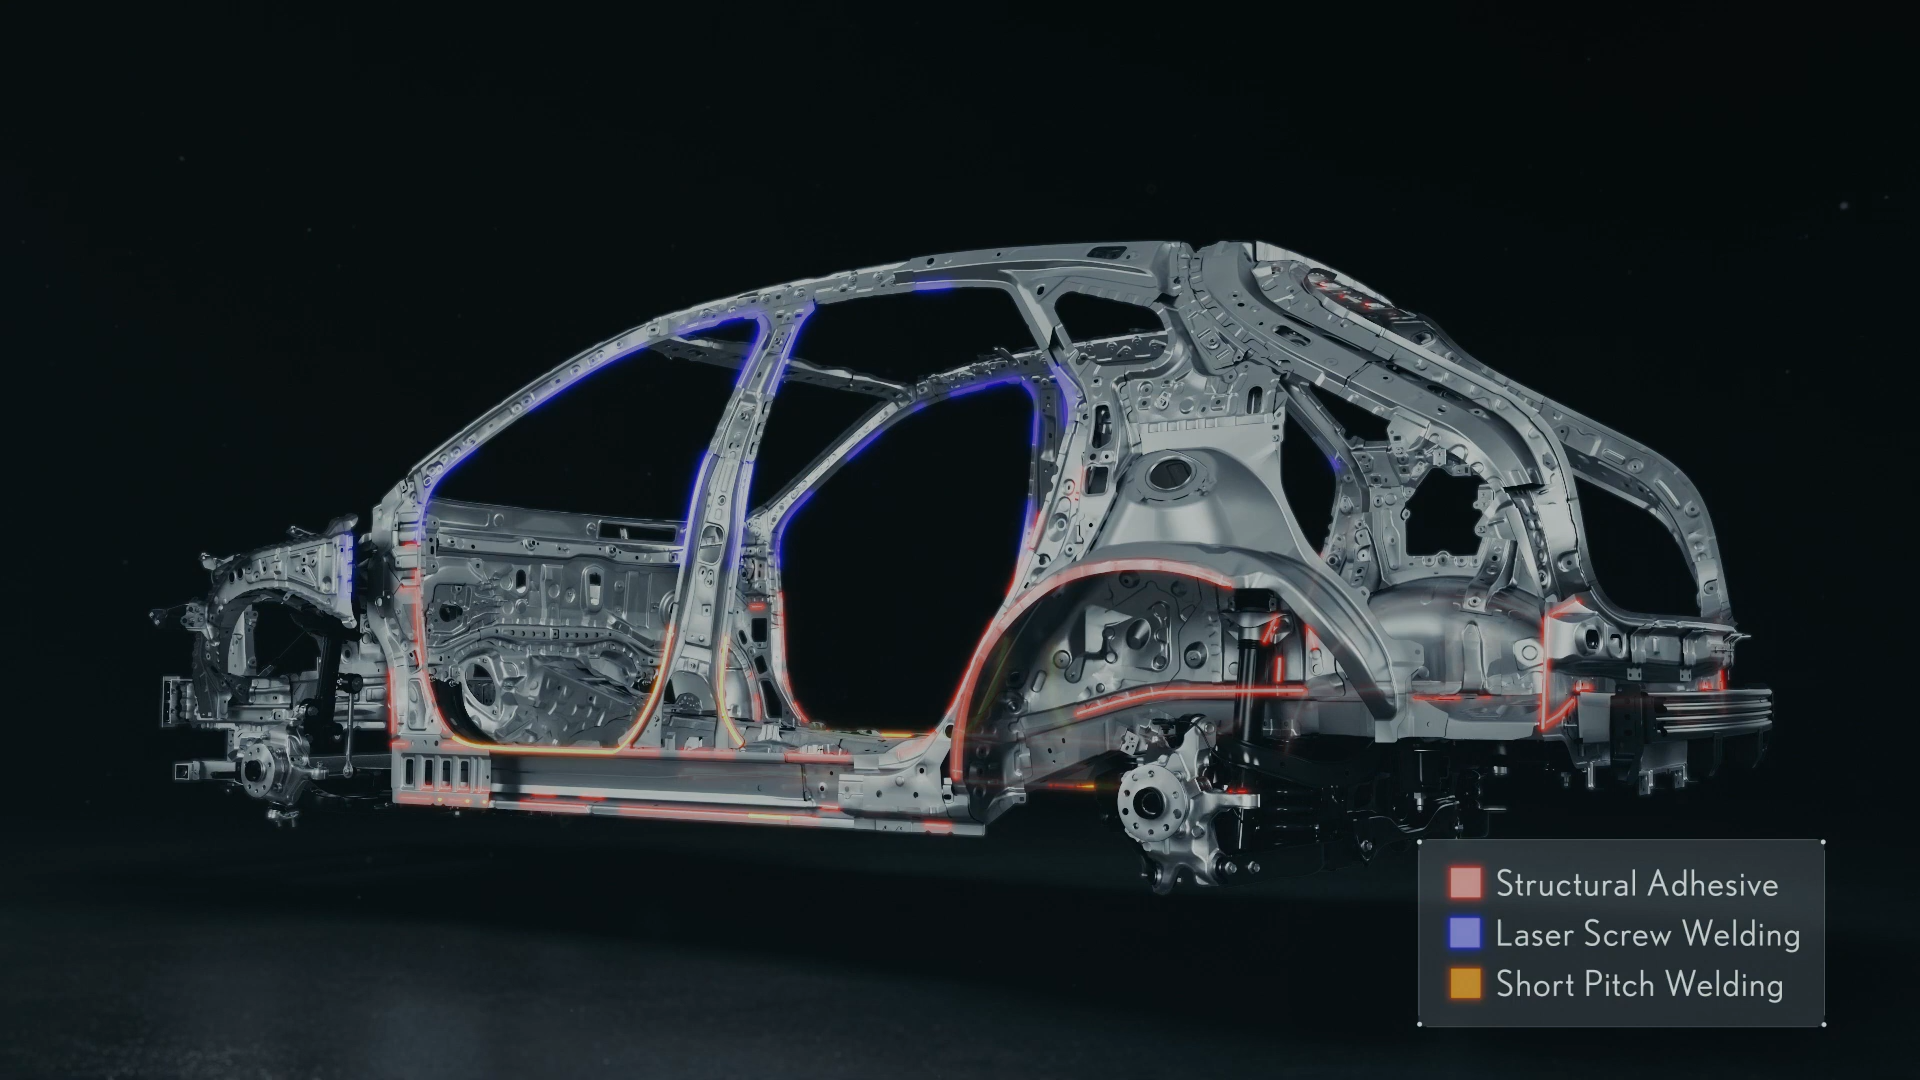 Structural Adhesive
Laser Screw Welding
Short Pitch Welding